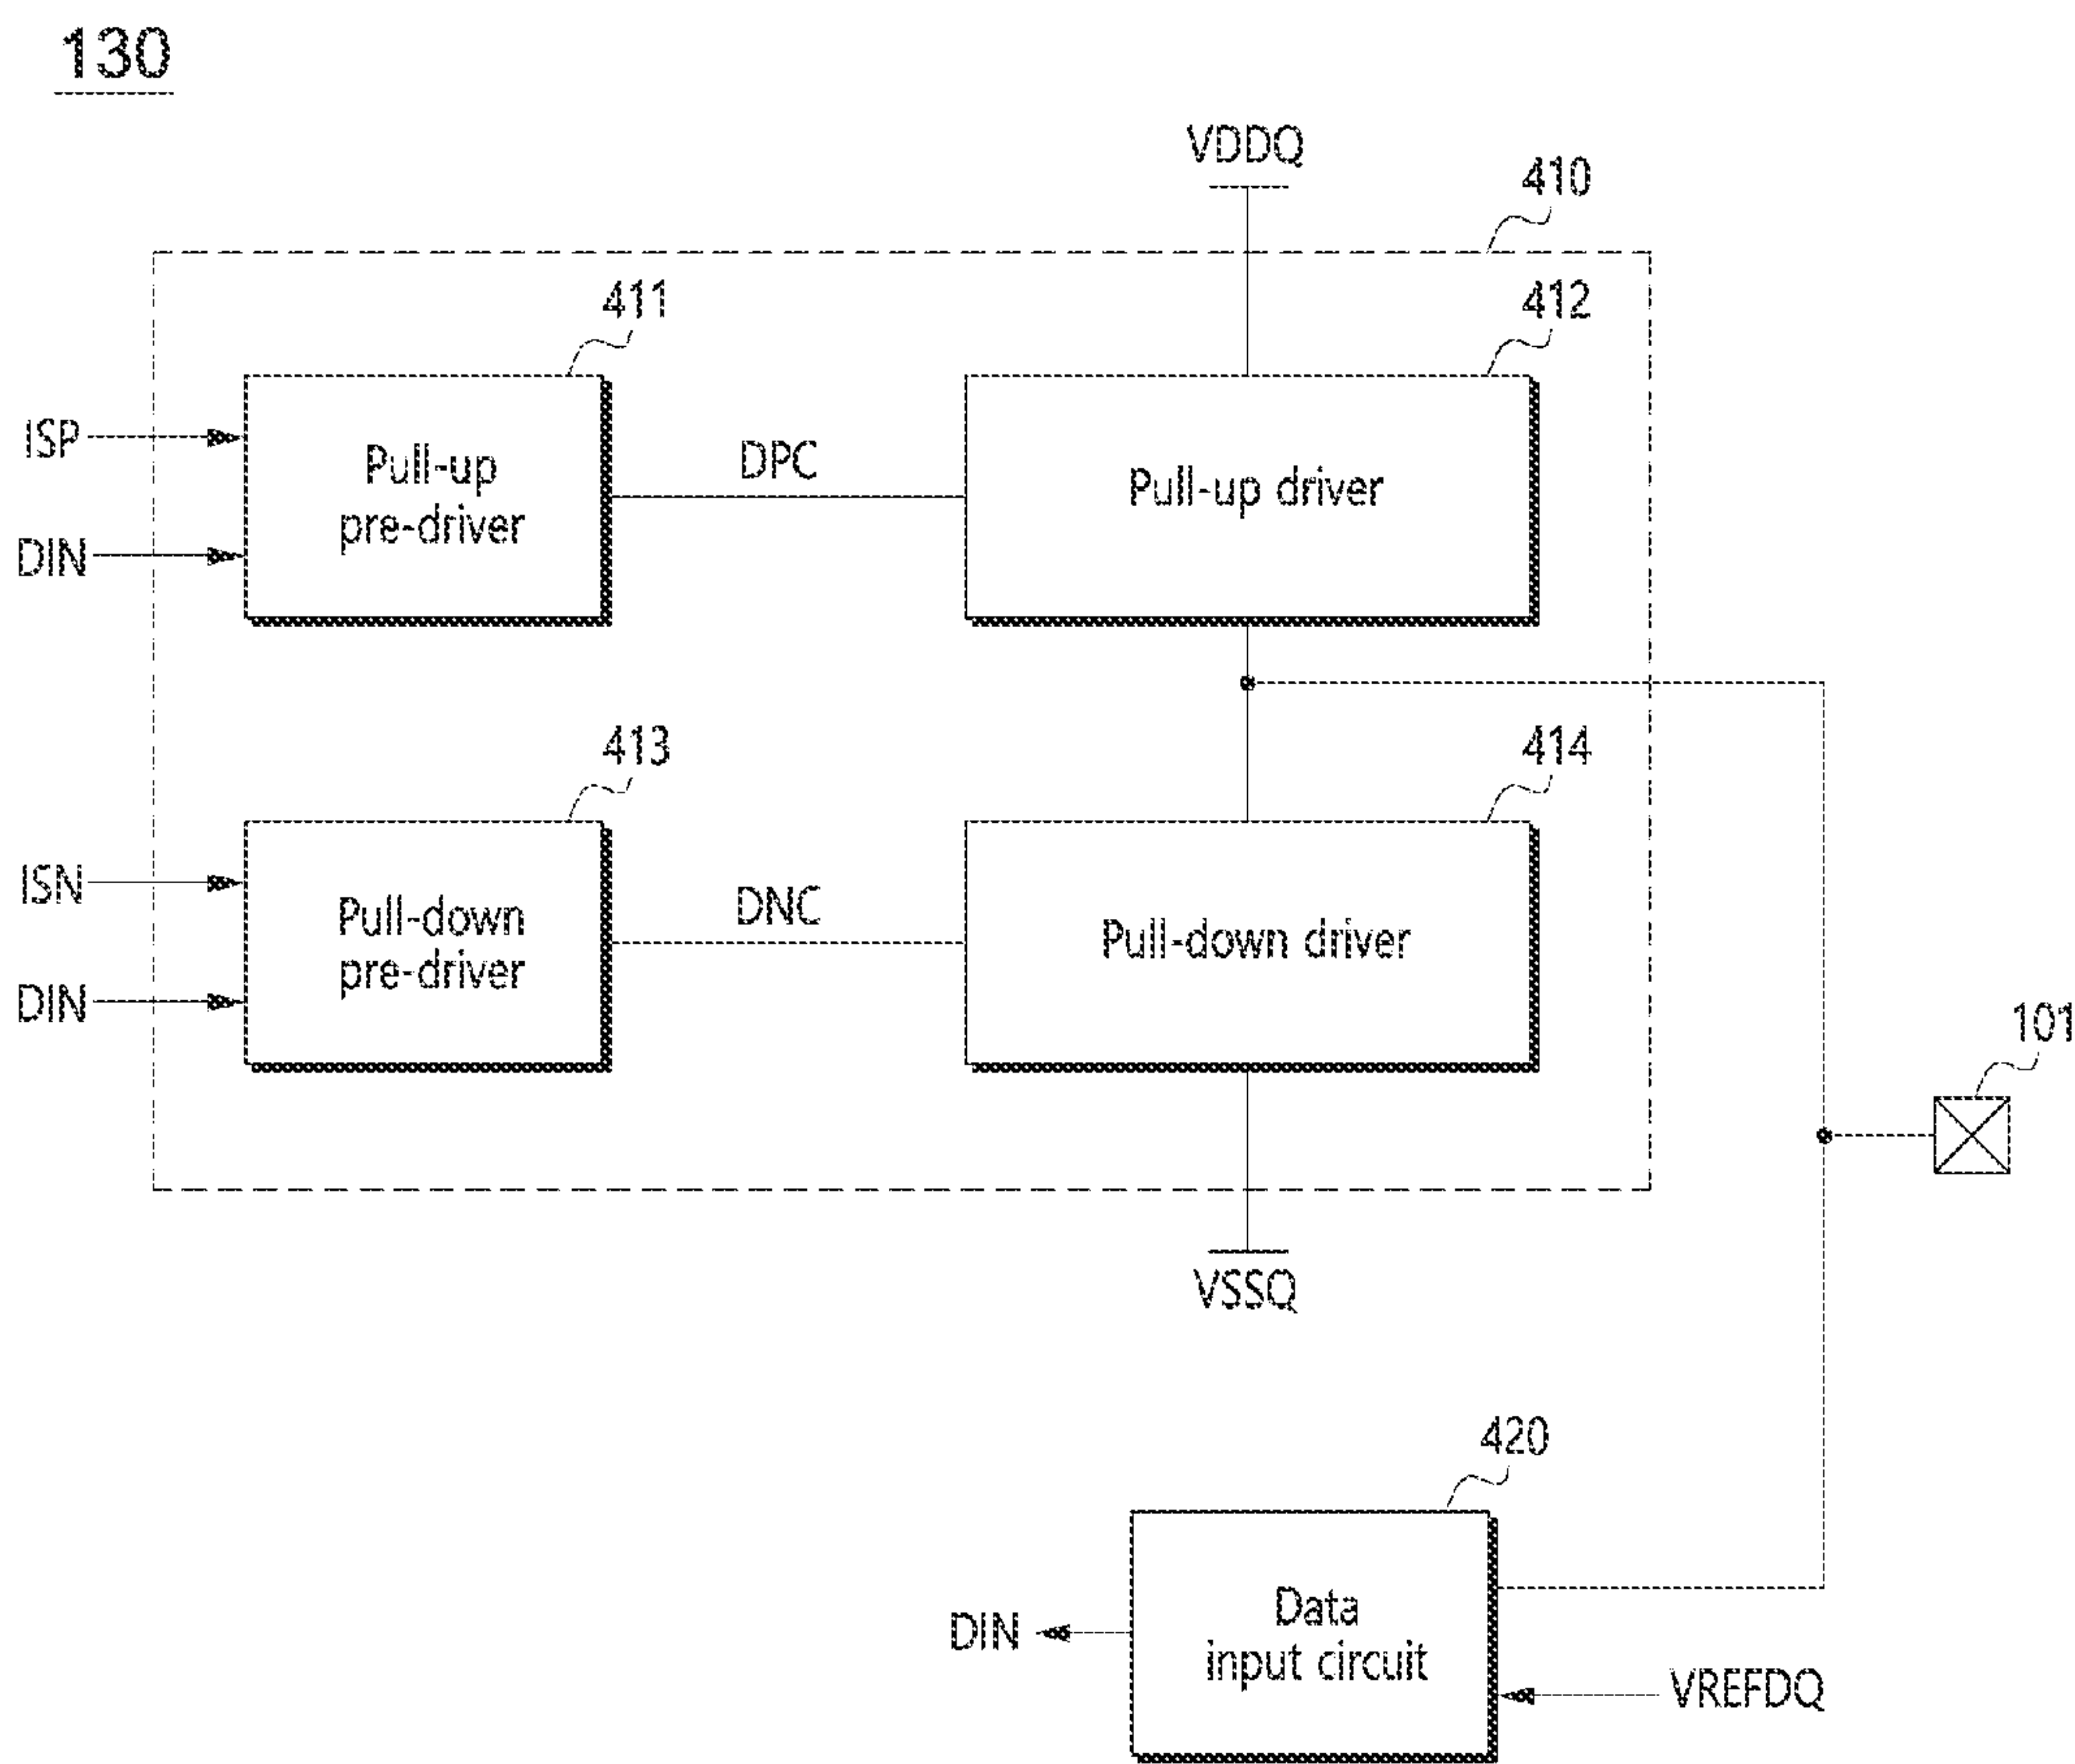 130
VDDQ
410
411
412
ISP
Pull-up
pre-driver
DPC
Pull-up driver
DIN
413
414
ISN
Pull-down
pre-driver
DNC
Pull-down driver
DIN
101
VSSQ
420
Data
input circuit
DIN
VREFDQ